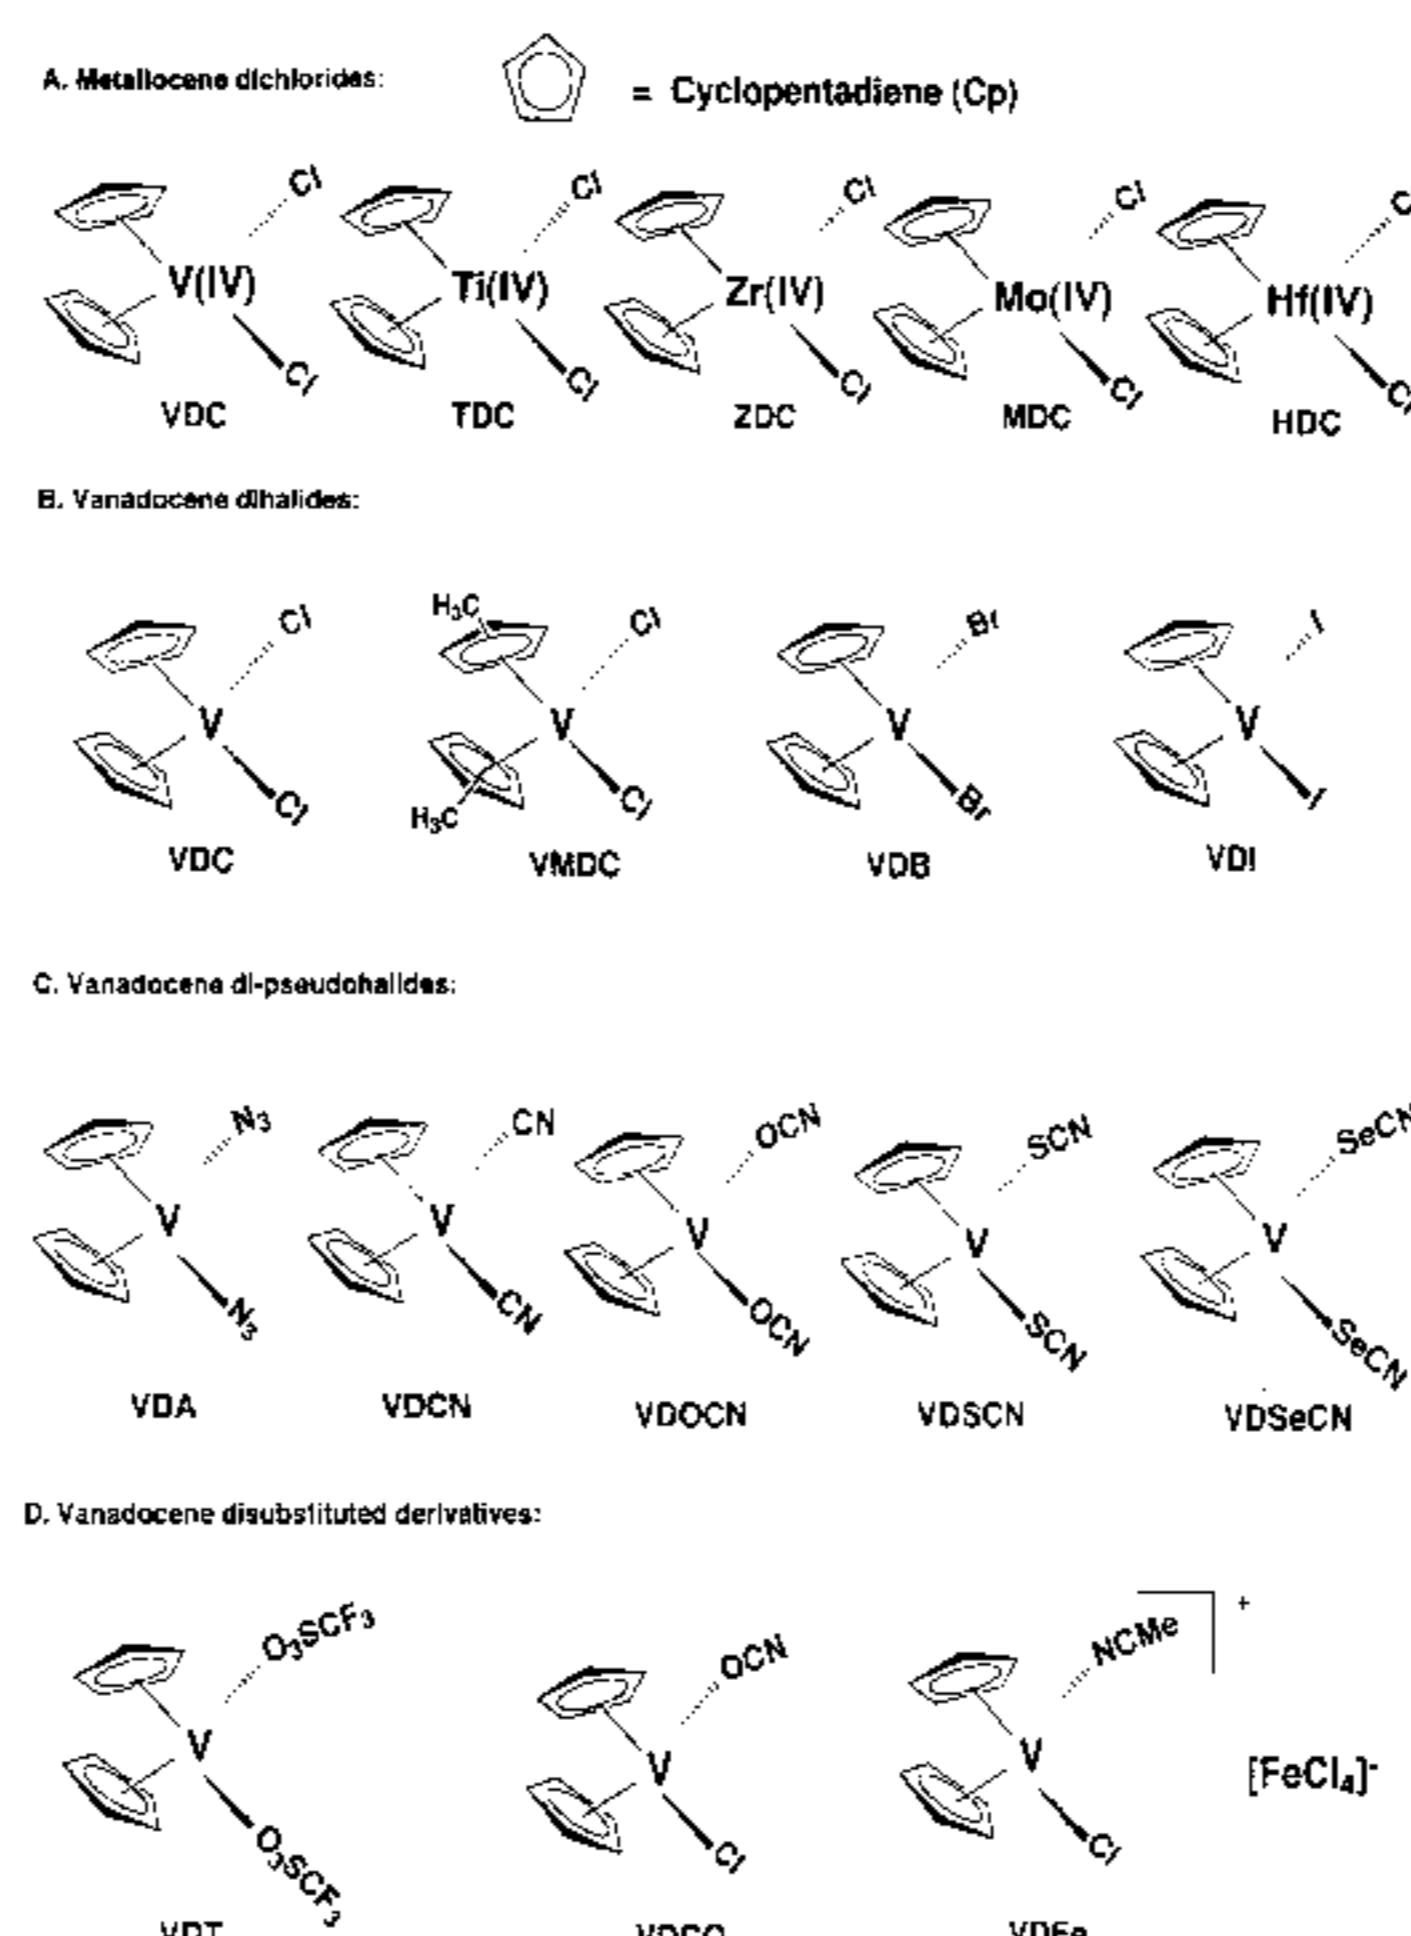 A. Metallocene dichlorides:
= Cyclopentadiene (Cp)
Cl Cl Cl Cl
V(IV) Ti(IV) Zr(IV) Mo(IV) Hf(IV)
Cl Cl Cl Cl
VDC TDC ZDC MDC HDC
B. Vanadocene dihalides:
H3C Cl Cl Br I
V V V V
H3C Cl Cl Br I
VDC VMDC VDB VDI
C. Vanadocene di-pseudohalides:
N3 CN OCN SCN SeCN
V V V V V
N3 CN OCN SCN SeCN
VDA VDCN VDOCN VDSCN VDSeCN
D. Vanadocene disubstituted derivatives:
O3SCF3 OCN NCMe +
V V V [FeCl4]-
O3SCF3 Cl Cl
VDT VDFe